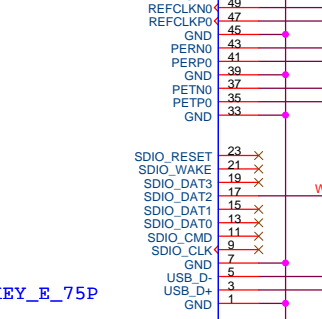 REFCLKN0 49
REFCLKP0 47
GND 45
PERN0 43
PERP0 41
GND 39
PETN0 37
PETP0 35
GND 33
SDIO_RESET 23
SDIO_WAKE 21
SDIO_DAT3 19
SDIO_DAT2 17
SDIO_DAT1 15
SDIO_DAT0 13
SDIO_CMD 11
SDIO_CLK 9
GND 7
USB_D- 5
USB_D+ 3
GND 1
KEY_E_75P